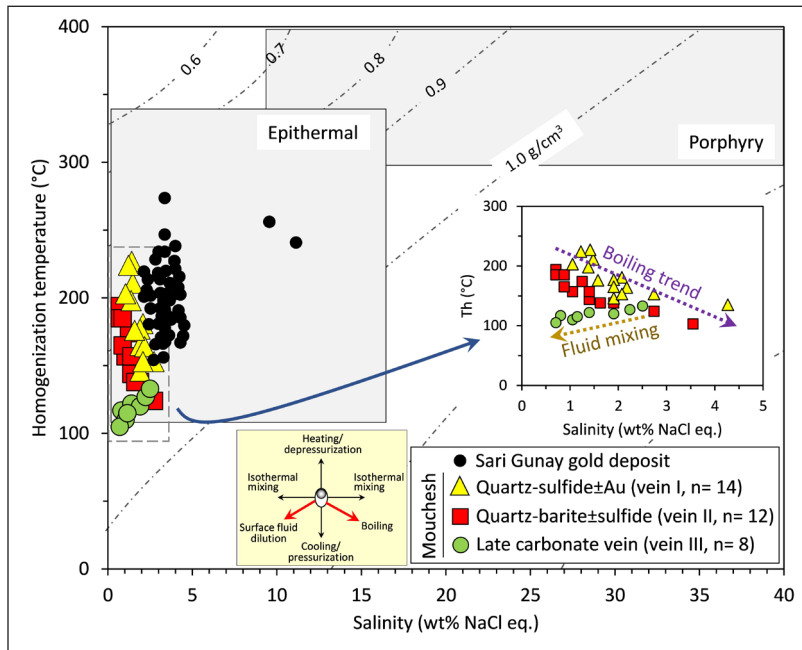 400
300
200
100
0
0
5
10
15
20
25
30
35
40
Homogenization temperature (°C)
Salinity (wt% NaCl eq.)
0.6
0.7
0.8
0.9
1.0 g/cm³
Epithermal
Porphyry
300
200
100
0
0
1
2
3
4
5
Th (°C)
Salinity (wt% NaCl eq.)
Boiling trend
Fluid mixing
Heating/
depressurization
Isothermal
mixing
Isothermal
mixing
Surface fluid
dilution
Boiling
Cooling/
pressurization
Sari Gunay gold deposit
Mouchesh
Quartz-sulfide±Au (vein I, n= 14)
Quartz-barite±sulfide (vein II, n= 12)
Late carbonate vein (vein III, n= 8)